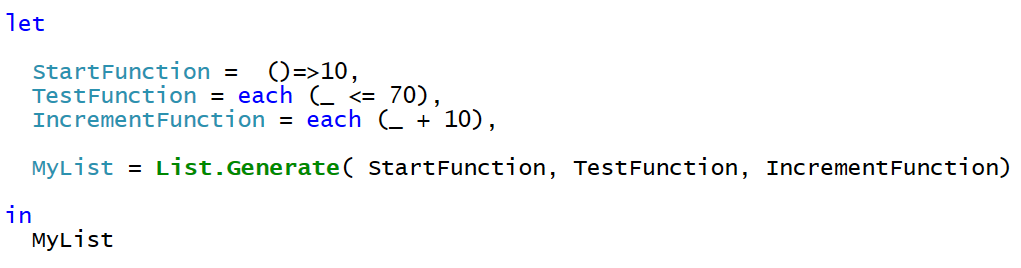 let
StartFunction =  ()=>10,
TestFunction = each (_ <= 70),
IncrementFunction = each (_ + 10),
MyList = List.Generate( StartFunction, TestFunction, IncrementFunction)
in
MyList